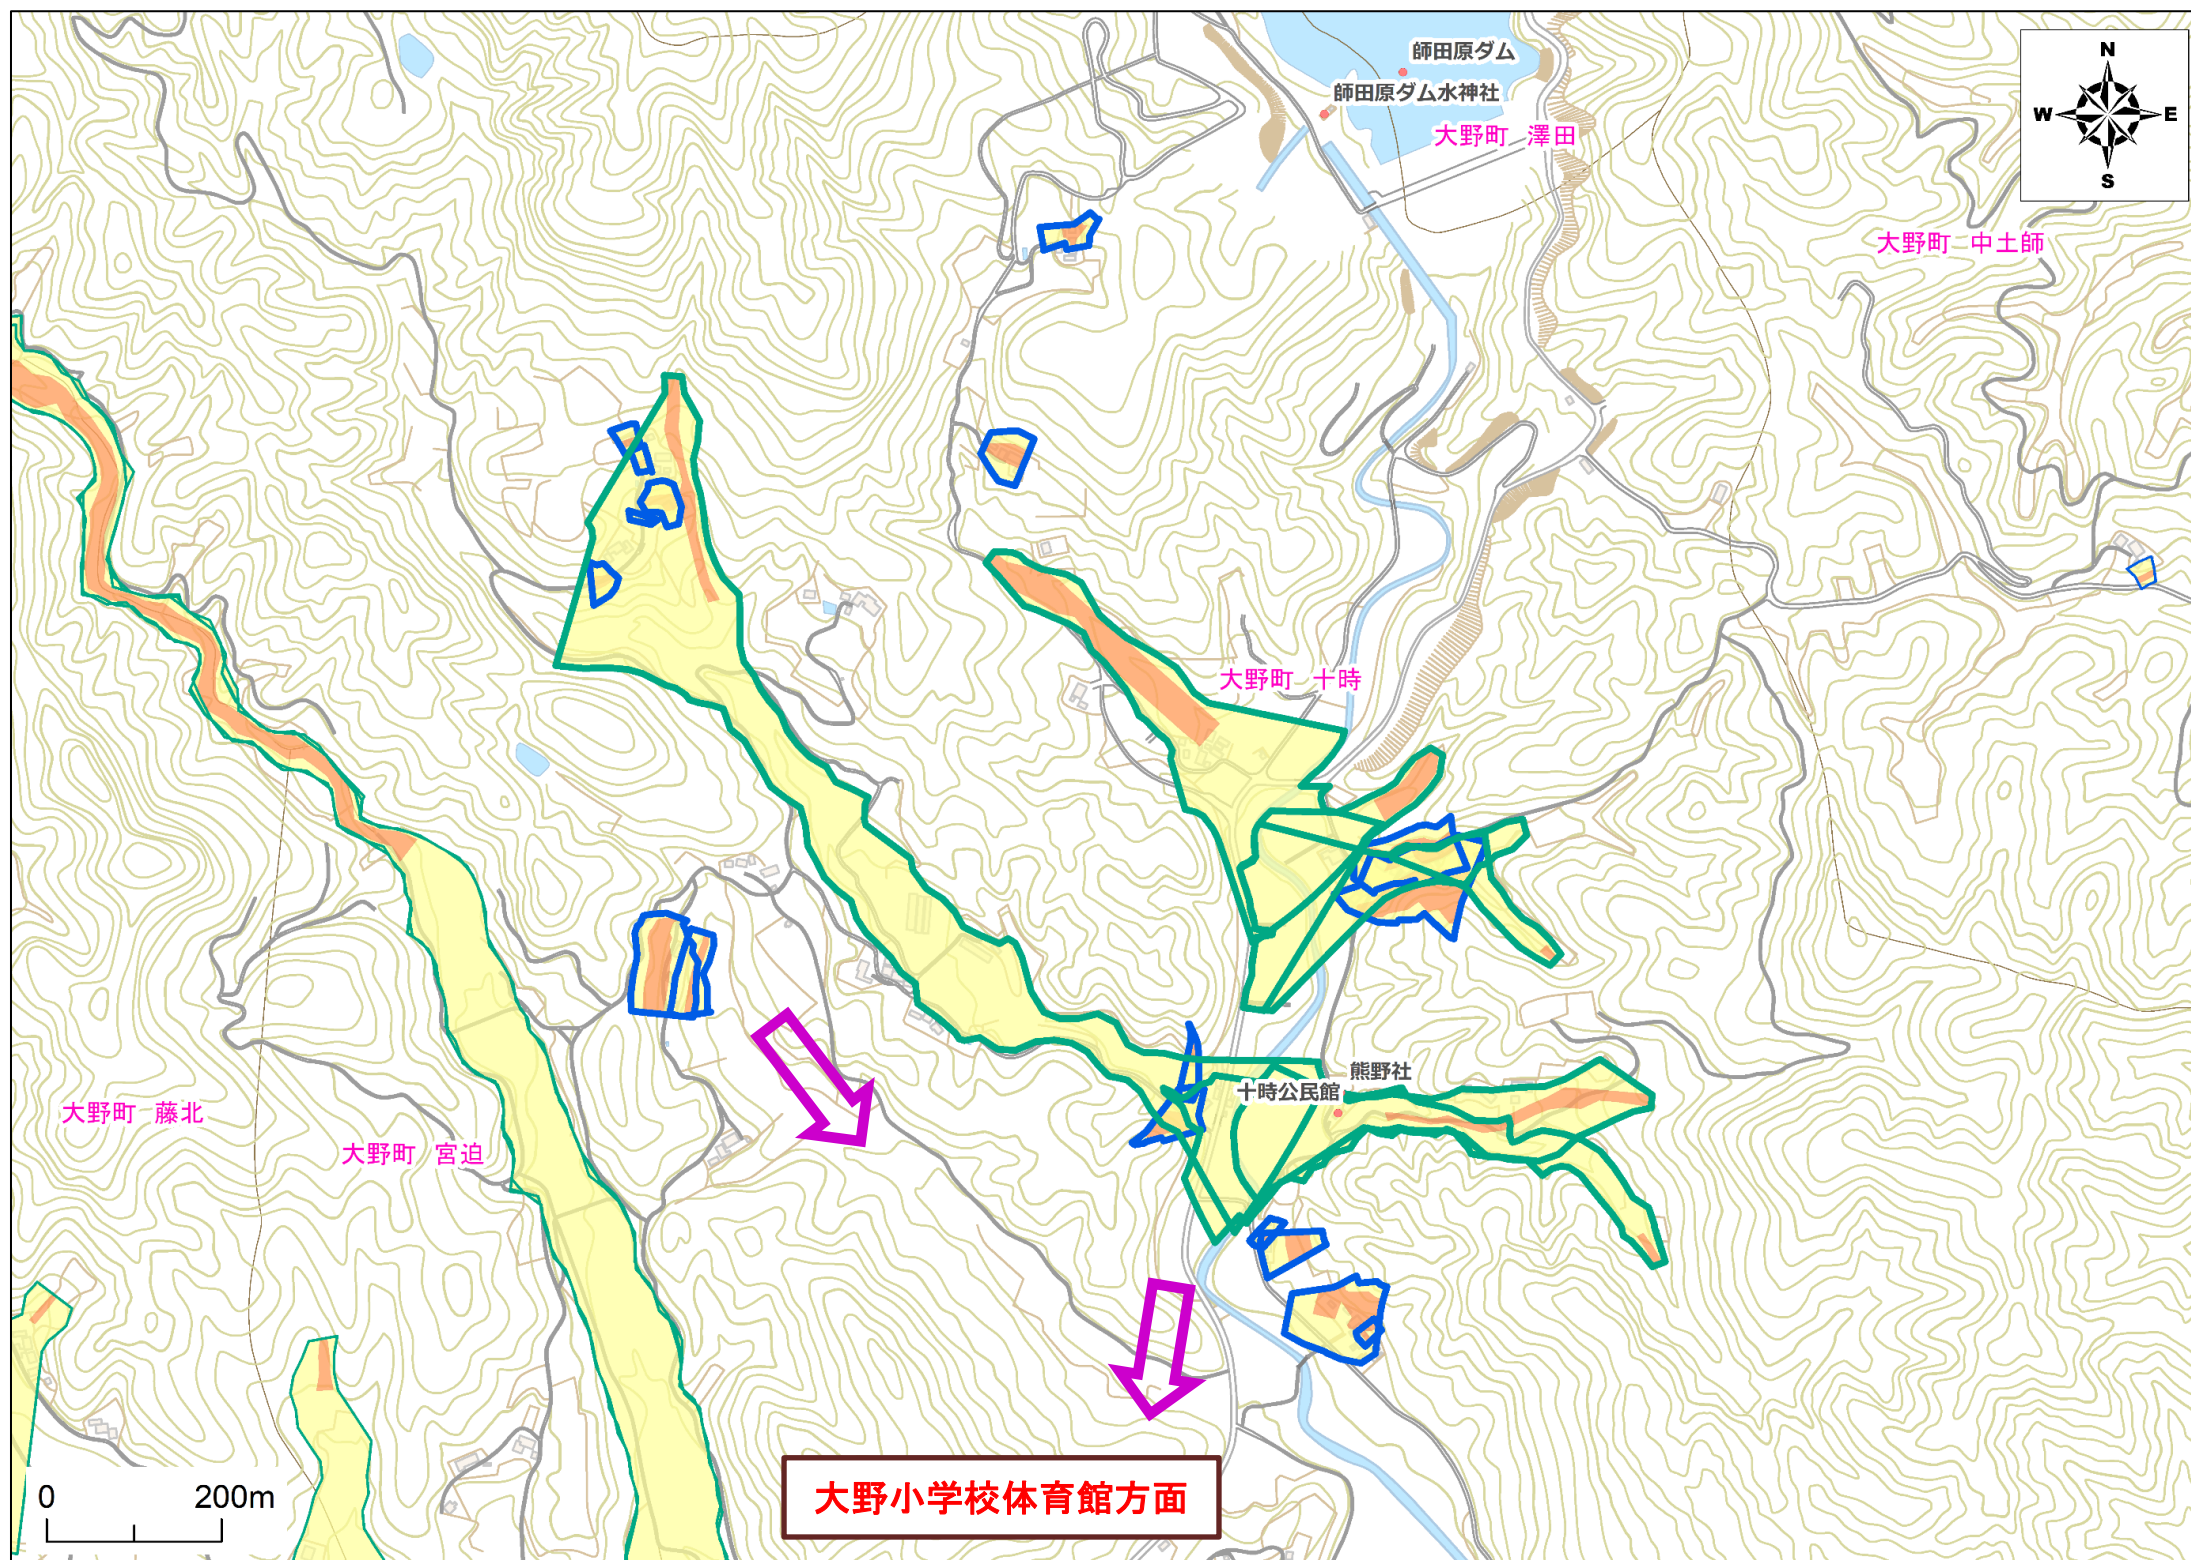 師田原ダム
師田原ダム水神社
大野町 澤田
N
W
E
S
大野町 中土師
大野町 十時
熊野社
十時公民館
大野町 藤北
大野町 宮迫
0
200m
大野小学校体育館方面